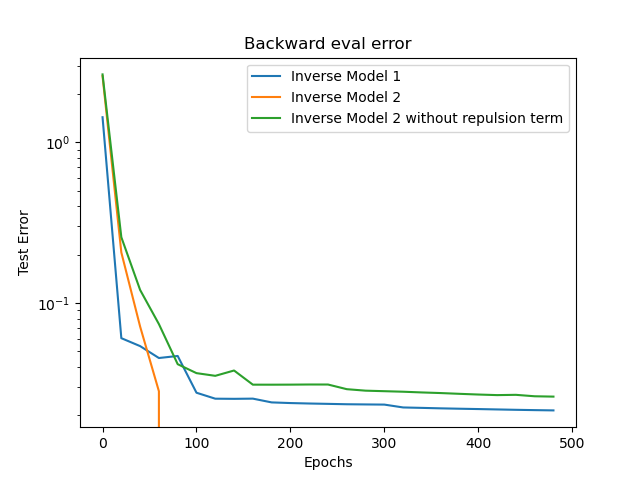 Backward eval error
Inverse Model 1
Inverse Model 2
Inverse Model 2 without repulsion term
Test Error
10⁰
10⁻¹
0 100 200 300 400 500
Epochs